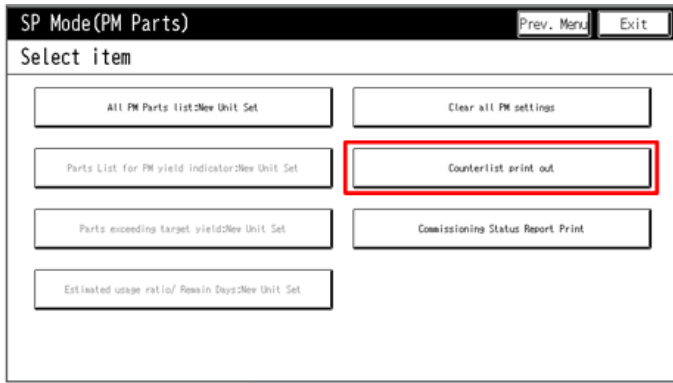 SP Mode(PM Parts)
Prev. Menu
Exit
Select item
All PM Parts list:New Unit Set
Clear all PM settings
Parts List for PM yield indicator:New Unit Set
Counterlist print out
Parts exceeding target yield:New Unit Set
Commissioning Status Report Print
Estimated usage ratio/ Remain Days:New Unit Set